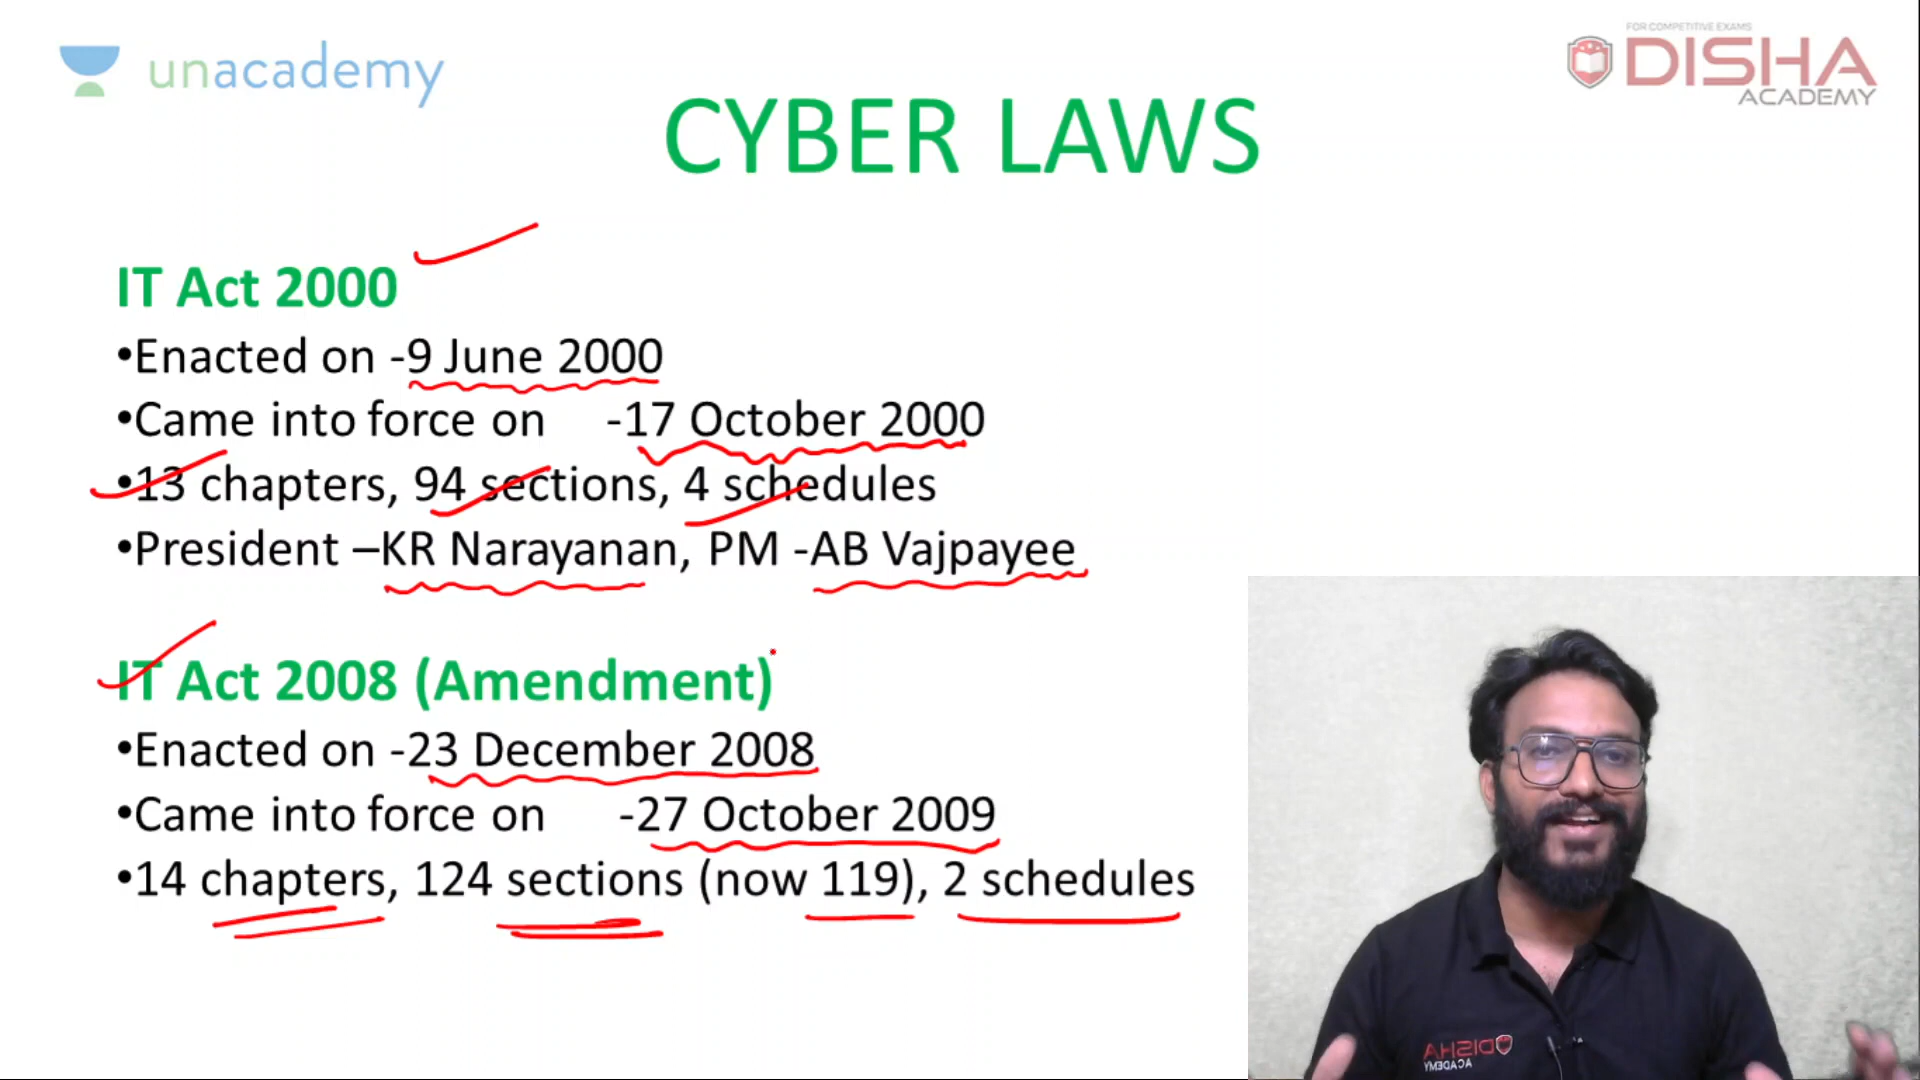 unacademy
FOR COMPETITIVE EXAMS
DISHA
ACADEMY
CYBER LAWS
IT Act 2000
•Enacted on -9 June 2000
•Came into force on -17 October 2000
•13 chapters, 94 sections, 4 schedules
•President –KR Narayanan, PM -AB Vajpayee
IT Act 2008 (Amendment)
•Enacted on -23 December 2008
•Came into force on -27 October 2009
•14 chapters, 124 sections (now 119), 2 schedules
DISHA
ACADEMY